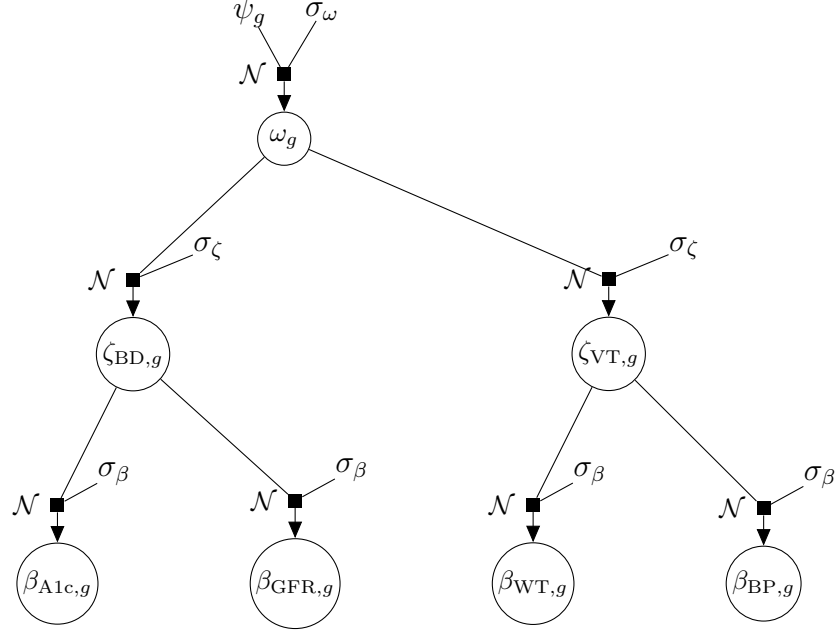 ψ_g σ_ω
𝒩
ω_g
𝒩 σ_ζ 𝒩 σ_ζ
ζ_BD,g ζ_VT,g
𝒩 σ_β 𝒩 σ_β 𝒩 σ_β 𝒩 σ_β
β_A1c,g β_GFR,g β_WT,g β_BP,g